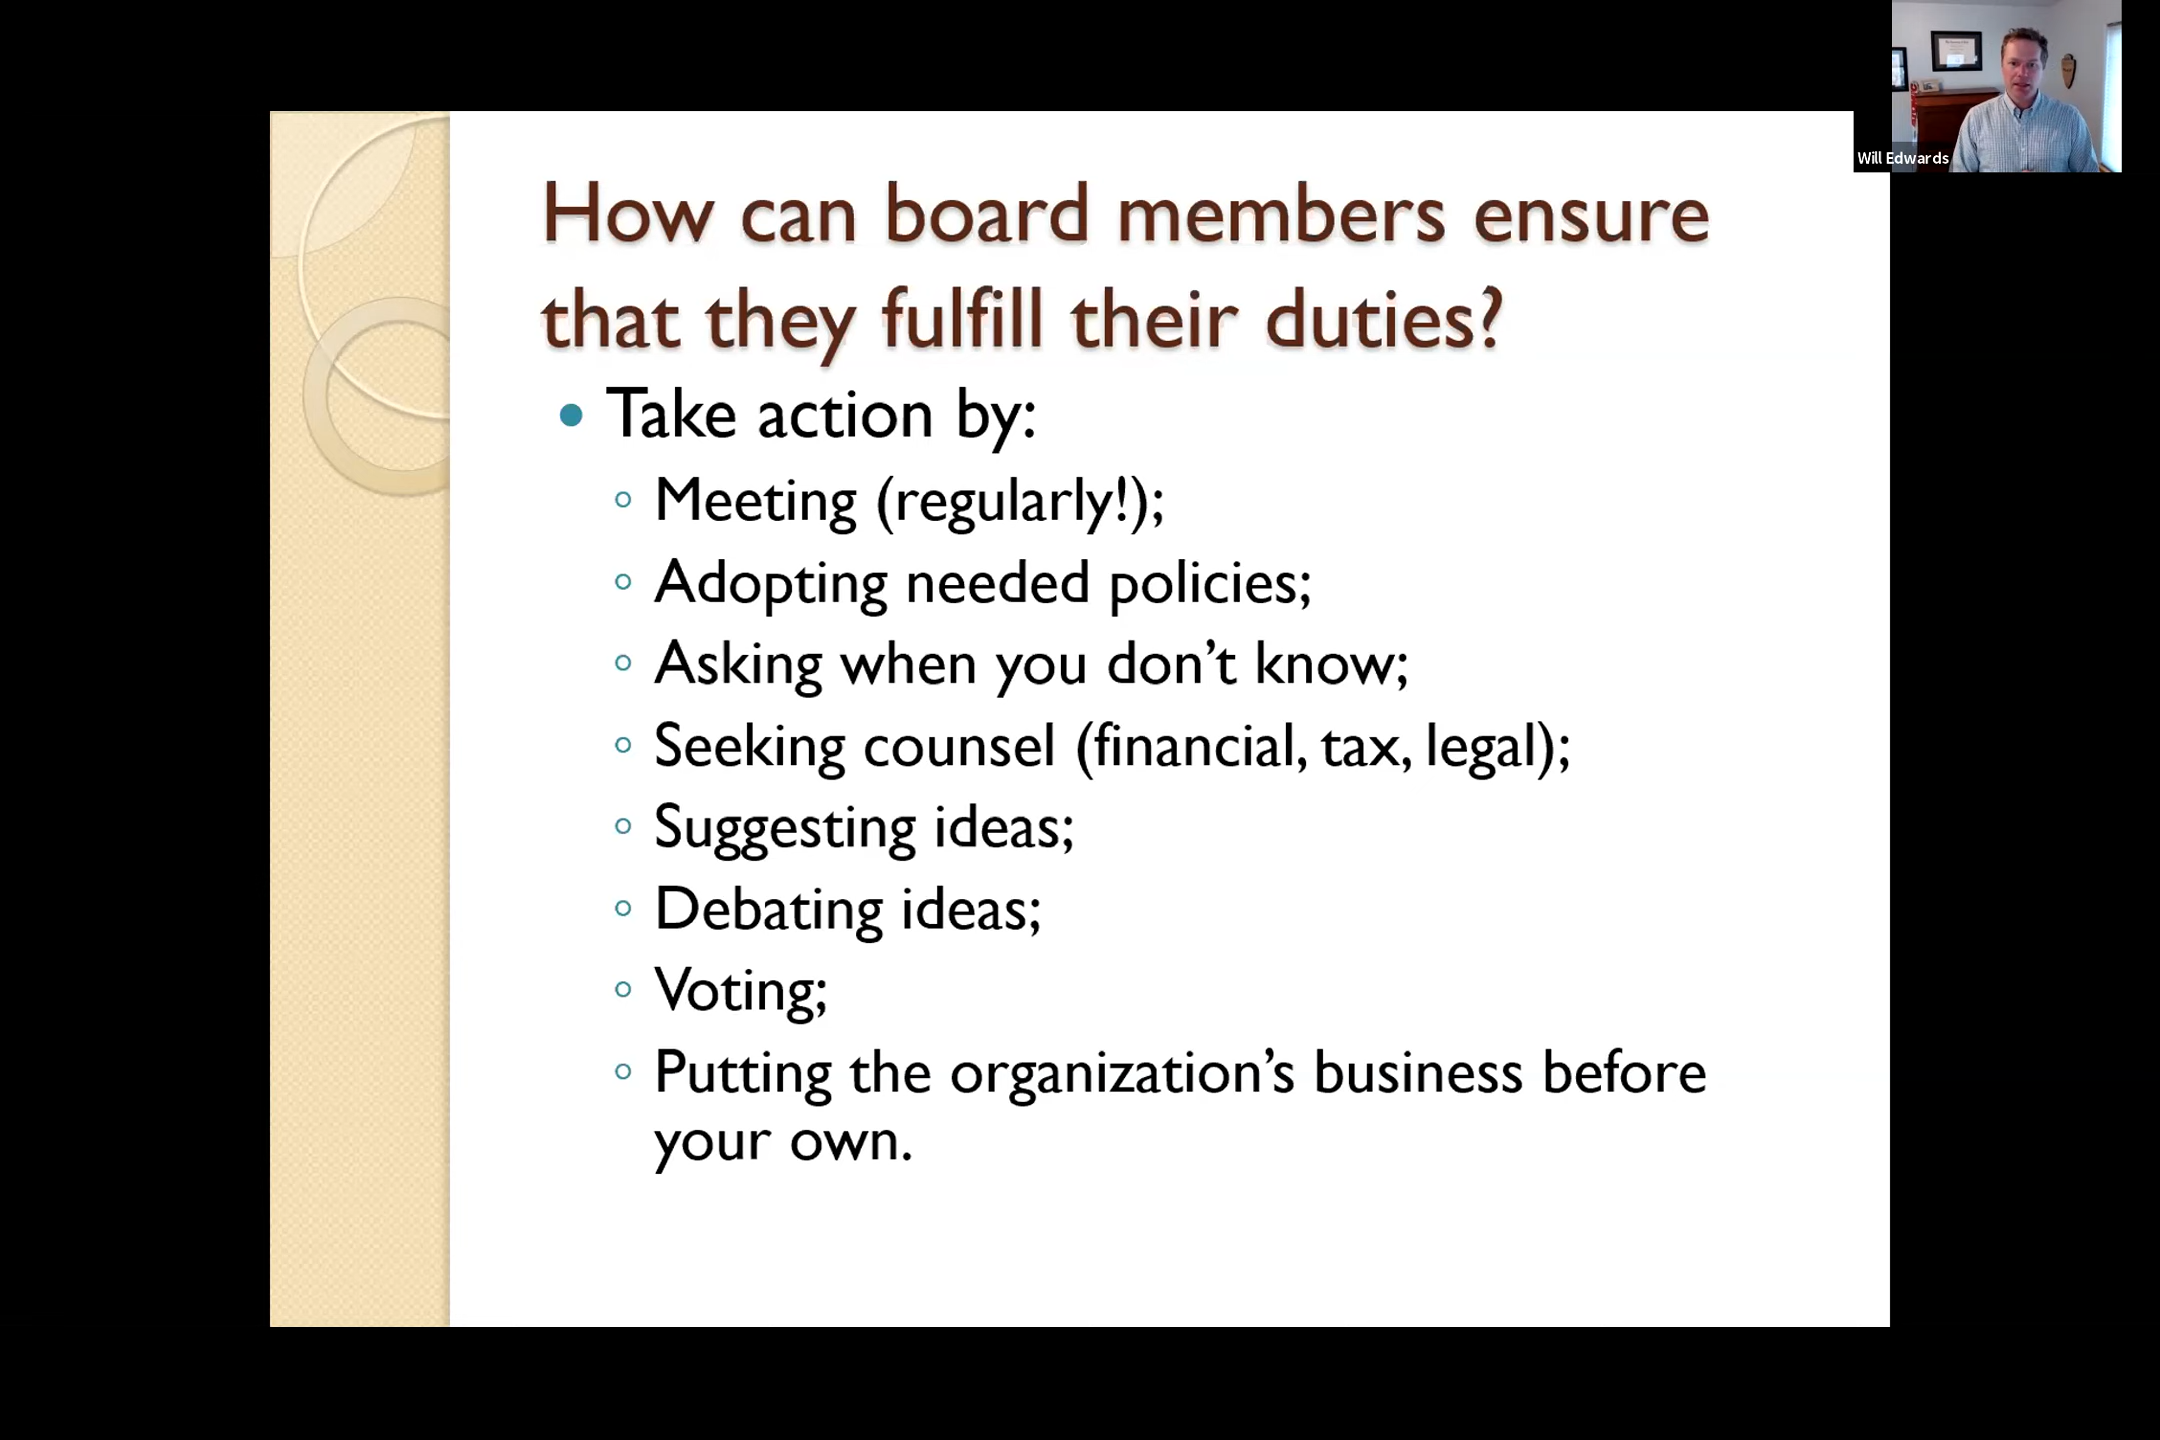 Will Edwards
How can board members ensure
that they fulfill their duties?
• Take action by:
◦ Meeting (regularly!);
◦ Adopting needed policies;
◦ Asking when you don’t know;
◦ Seeking counsel (financial, tax, legal);
◦ Suggesting ideas;
◦ Debating ideas;
◦ Voting;
◦ Putting the organization’s business before
your own.